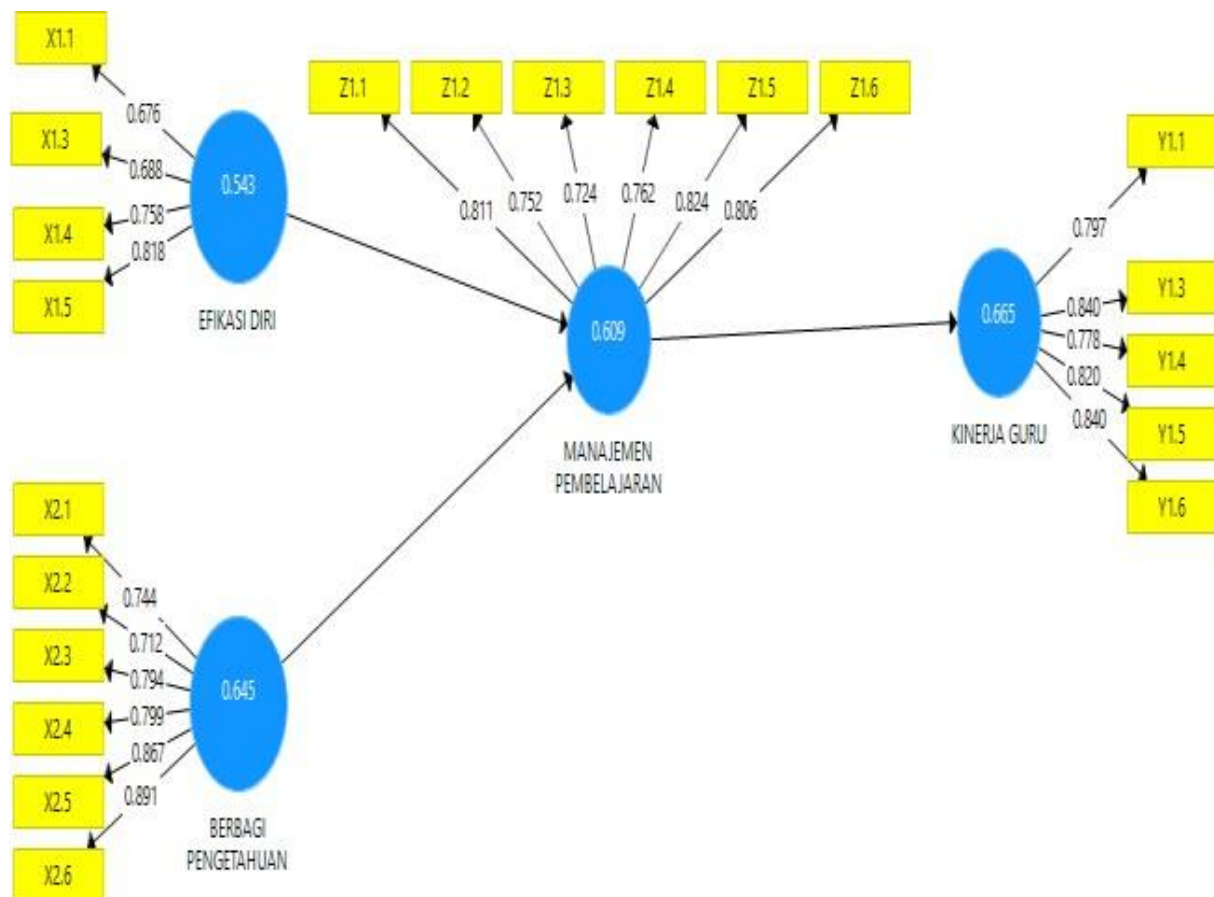 X1.1
X1.3
X1.4
X1.5
0.676
0.688
0.758
0.818
0.543
EFIKASI DIRI
Z1.1
Z1.2
Z1.3
Z1.4
Z1.5
Z1.6
0.811
0.752
0.724
0.762
0.824
0.806
0.609
MANAJEMEN
PEMBELAJARAN
Y1.1
Y1.3
Y1.4
Y1.5
Y1.6
0.797
0.840
0.778
0.820
0.840
0.665
KINERJA GURU
X2.1
X2.2
X2.3
X2.4
X2.5
X2.6
0.744
0.712
0.794
0.799
0.867
0.891
0.645
BERBAGI
PENGETAHUAN